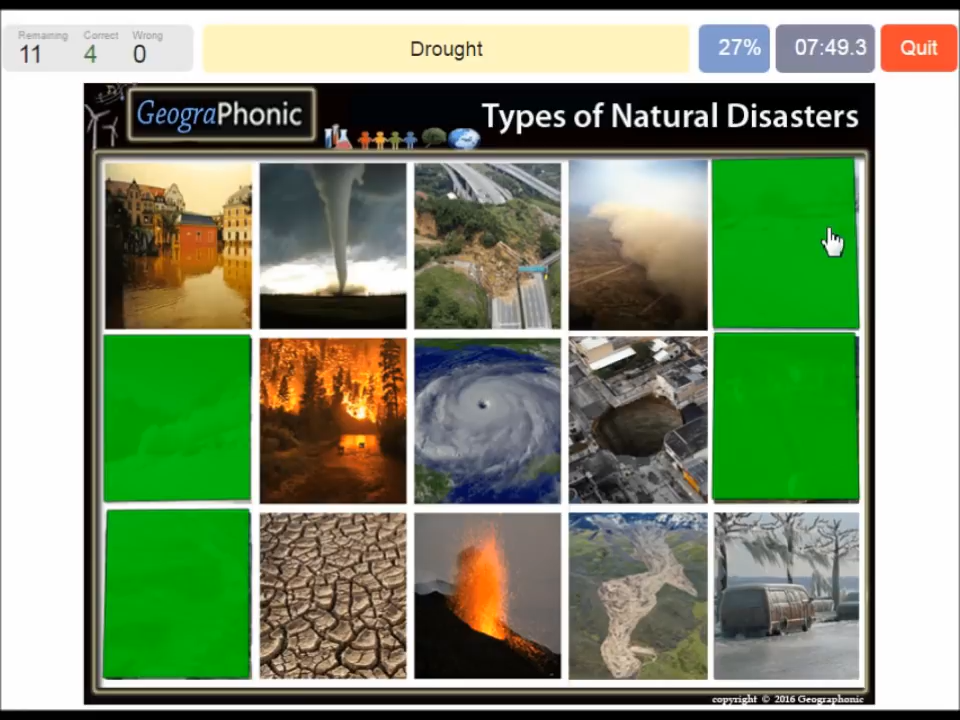 Remaining Correct Wrong
11 4 0
Drought
27%
07:49.3
Quit
GeograPhonic
Types of Natural Disasters
copyright © 2016 Geographonic